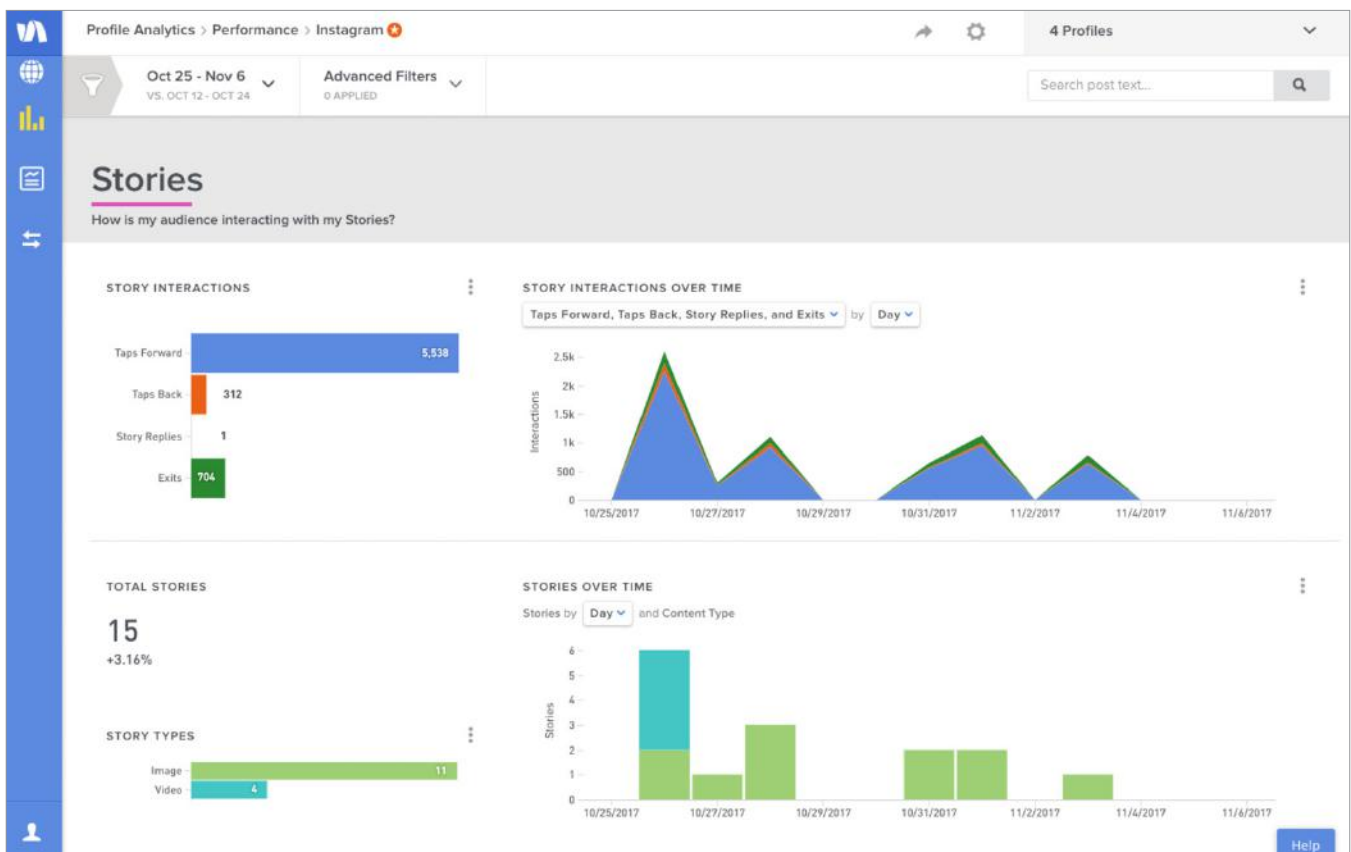 Profile Analytics > Performance > Instagram
4 Profiles
Oct 25 - Nov 6
VS. OCT 12 - OCT 24
Advanced Filters
0 APPLIED
Search post text...
Stories
How is my audience interacting with my Stories?
STORY INTERACTIONS
Taps Forward 5,538
Taps Back 312
Story Replies 1
Exits 704
STORY INTERACTIONS OVER TIME
Taps Forward, Taps Back, Story Replies, and Exits by Day
Interactions
2.5k
2k
1.5k
1k
500
0
10/25/2017 10/27/2017 10/29/2017 10/31/2017 11/2/2017 11/4/2017 11/6/2017
TOTAL STORIES
15
+3.16%
STORY TYPES
Image 11
Video 4
STORIES OVER TIME
Stories by Day and Content Type
Stories
6
5
4
3
2
1
0
10/25/2017 10/27/2017 10/29/2017 10/31/2017 11/2/2017 11/4/2017 11/6/2017
Help